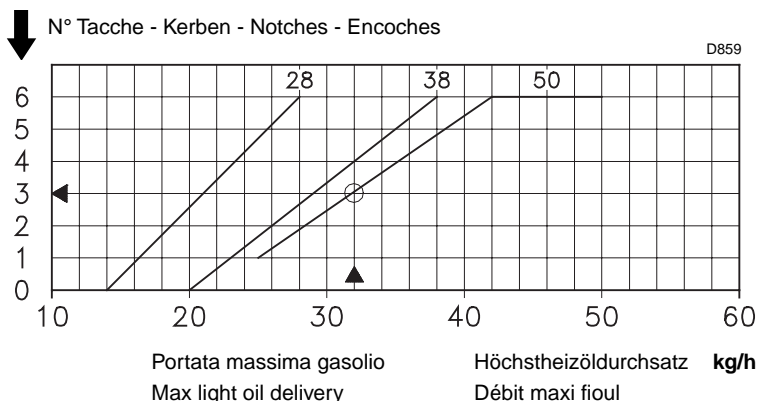 N° Tacche - Kerben - Notches - Encoches
D859
28 38 50
6
5
4
3
2
1
0
10 20 30 40 50 60
Portata massima gasolio Höchstheizöldurchsatz kg/h
Max light oil delivery Débit maxi fioul